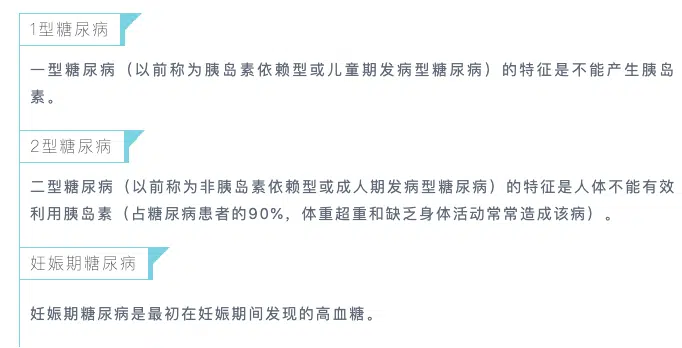 1型糖尿病
一型糖尿病（以前称为胰岛素依赖型或儿童期发病型糖尿病）的特征是不能产生胰岛
素。
2型糖尿病
二型糖尿病（以前称为非胰岛素依赖型或成人期发病型糖尿病）的特征是人体不能有效
利用胰岛素（占糖尿病患者的90%，体重超重和缺乏身体活动常常造成该病）。
妊娠期糖尿病
妊娠期糖尿病是最初在妊娠期间发现的高血糖。